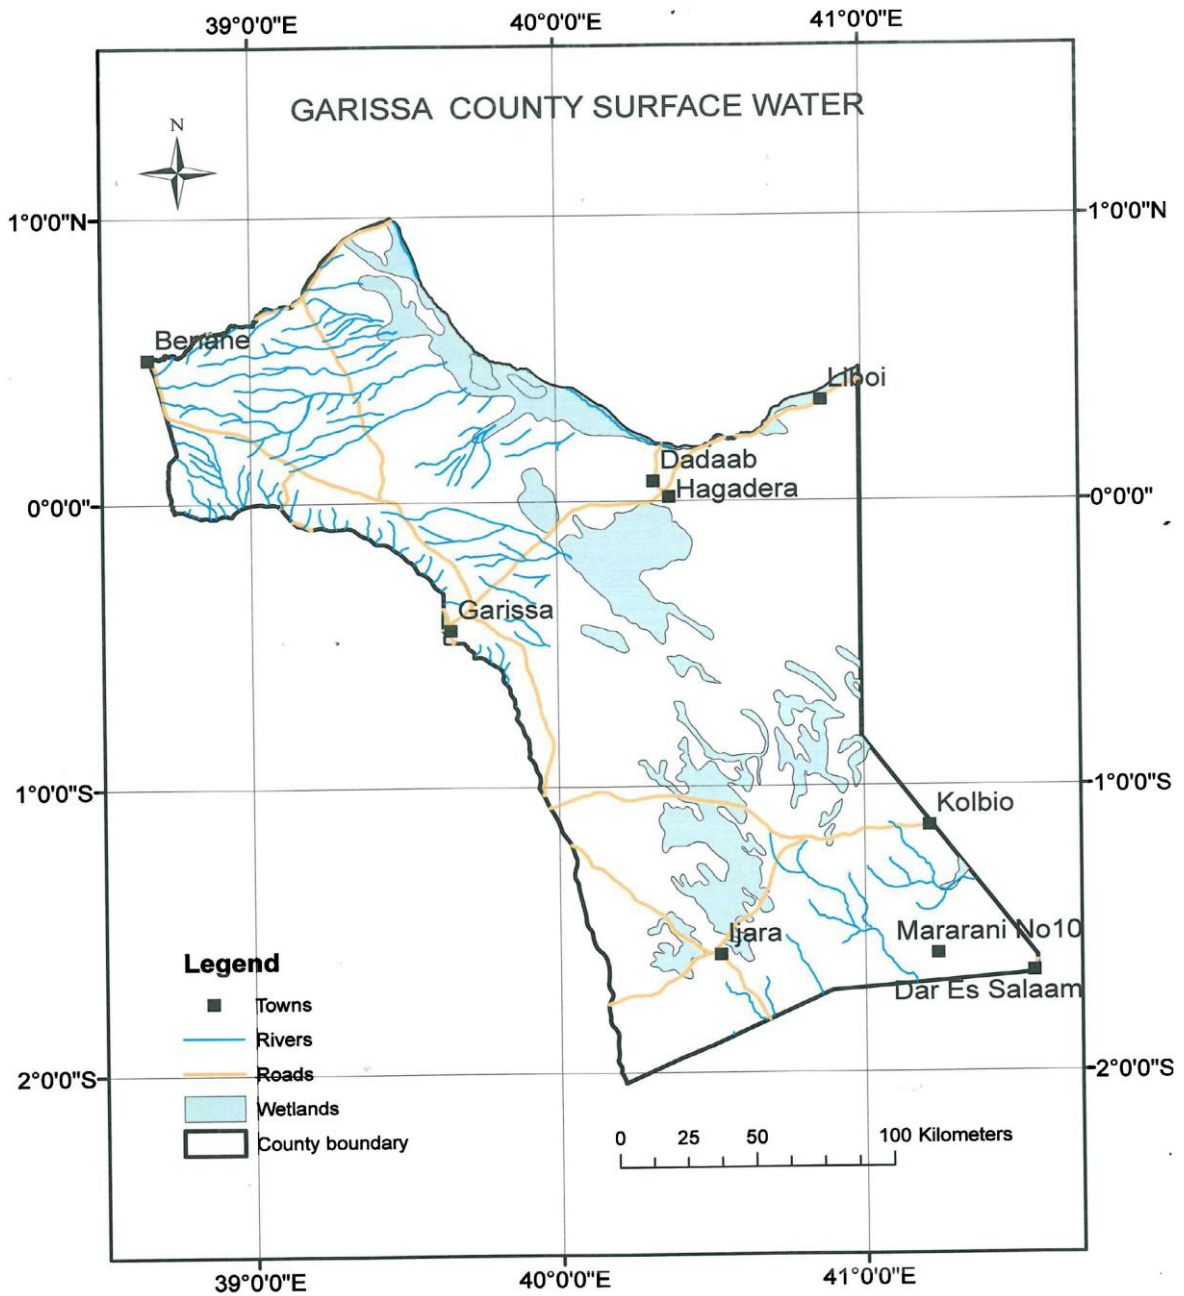 39°0'0"E 40°0'0"E 41°0'0"E
GARISSA COUNTY SURFACE WATER
N
1°0'0"N 1°0'0"N
Benane
Liboi
Dadaab
Hagadera
0°0'0" 0°0'0"
Garissa
1°0'0"S 1°0'0"S
Kolbio
Ijara
Mararani No10
Dar Es Salaam
Legend
Towns
Rivers
Roads
Wetlands
County boundary
2°0'0"S 2°0'0"S
0 25 50 100 Kilometers
39°0'0"E 40°0'0"E 41°0'0"E